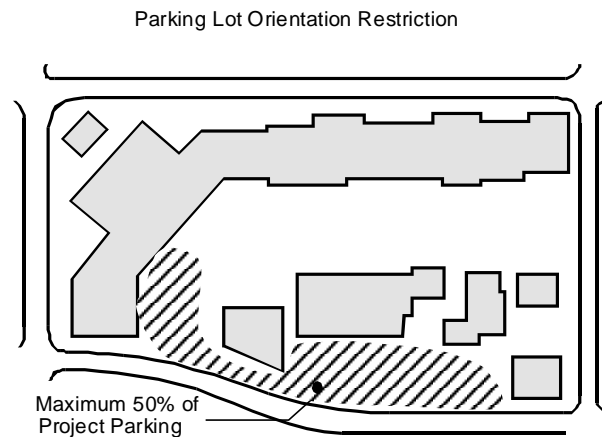 Parking Lot Orientation Restriction
Maximum 50% of
Project Parking